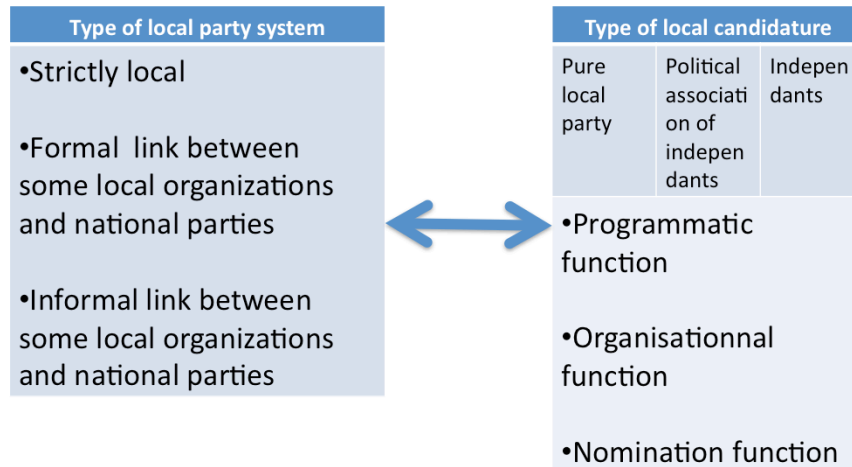 Type of local party system
•Strictly local
•Formal link between
some local organizations
and national parties
•Informal link between
some local organizations
and national parties
Type of local candidature
Pure
local
party
Political
associati
on of
indepen
dants
Indepen
dants
•Programmatic
function
•Organisationnal
function
•Nomination function